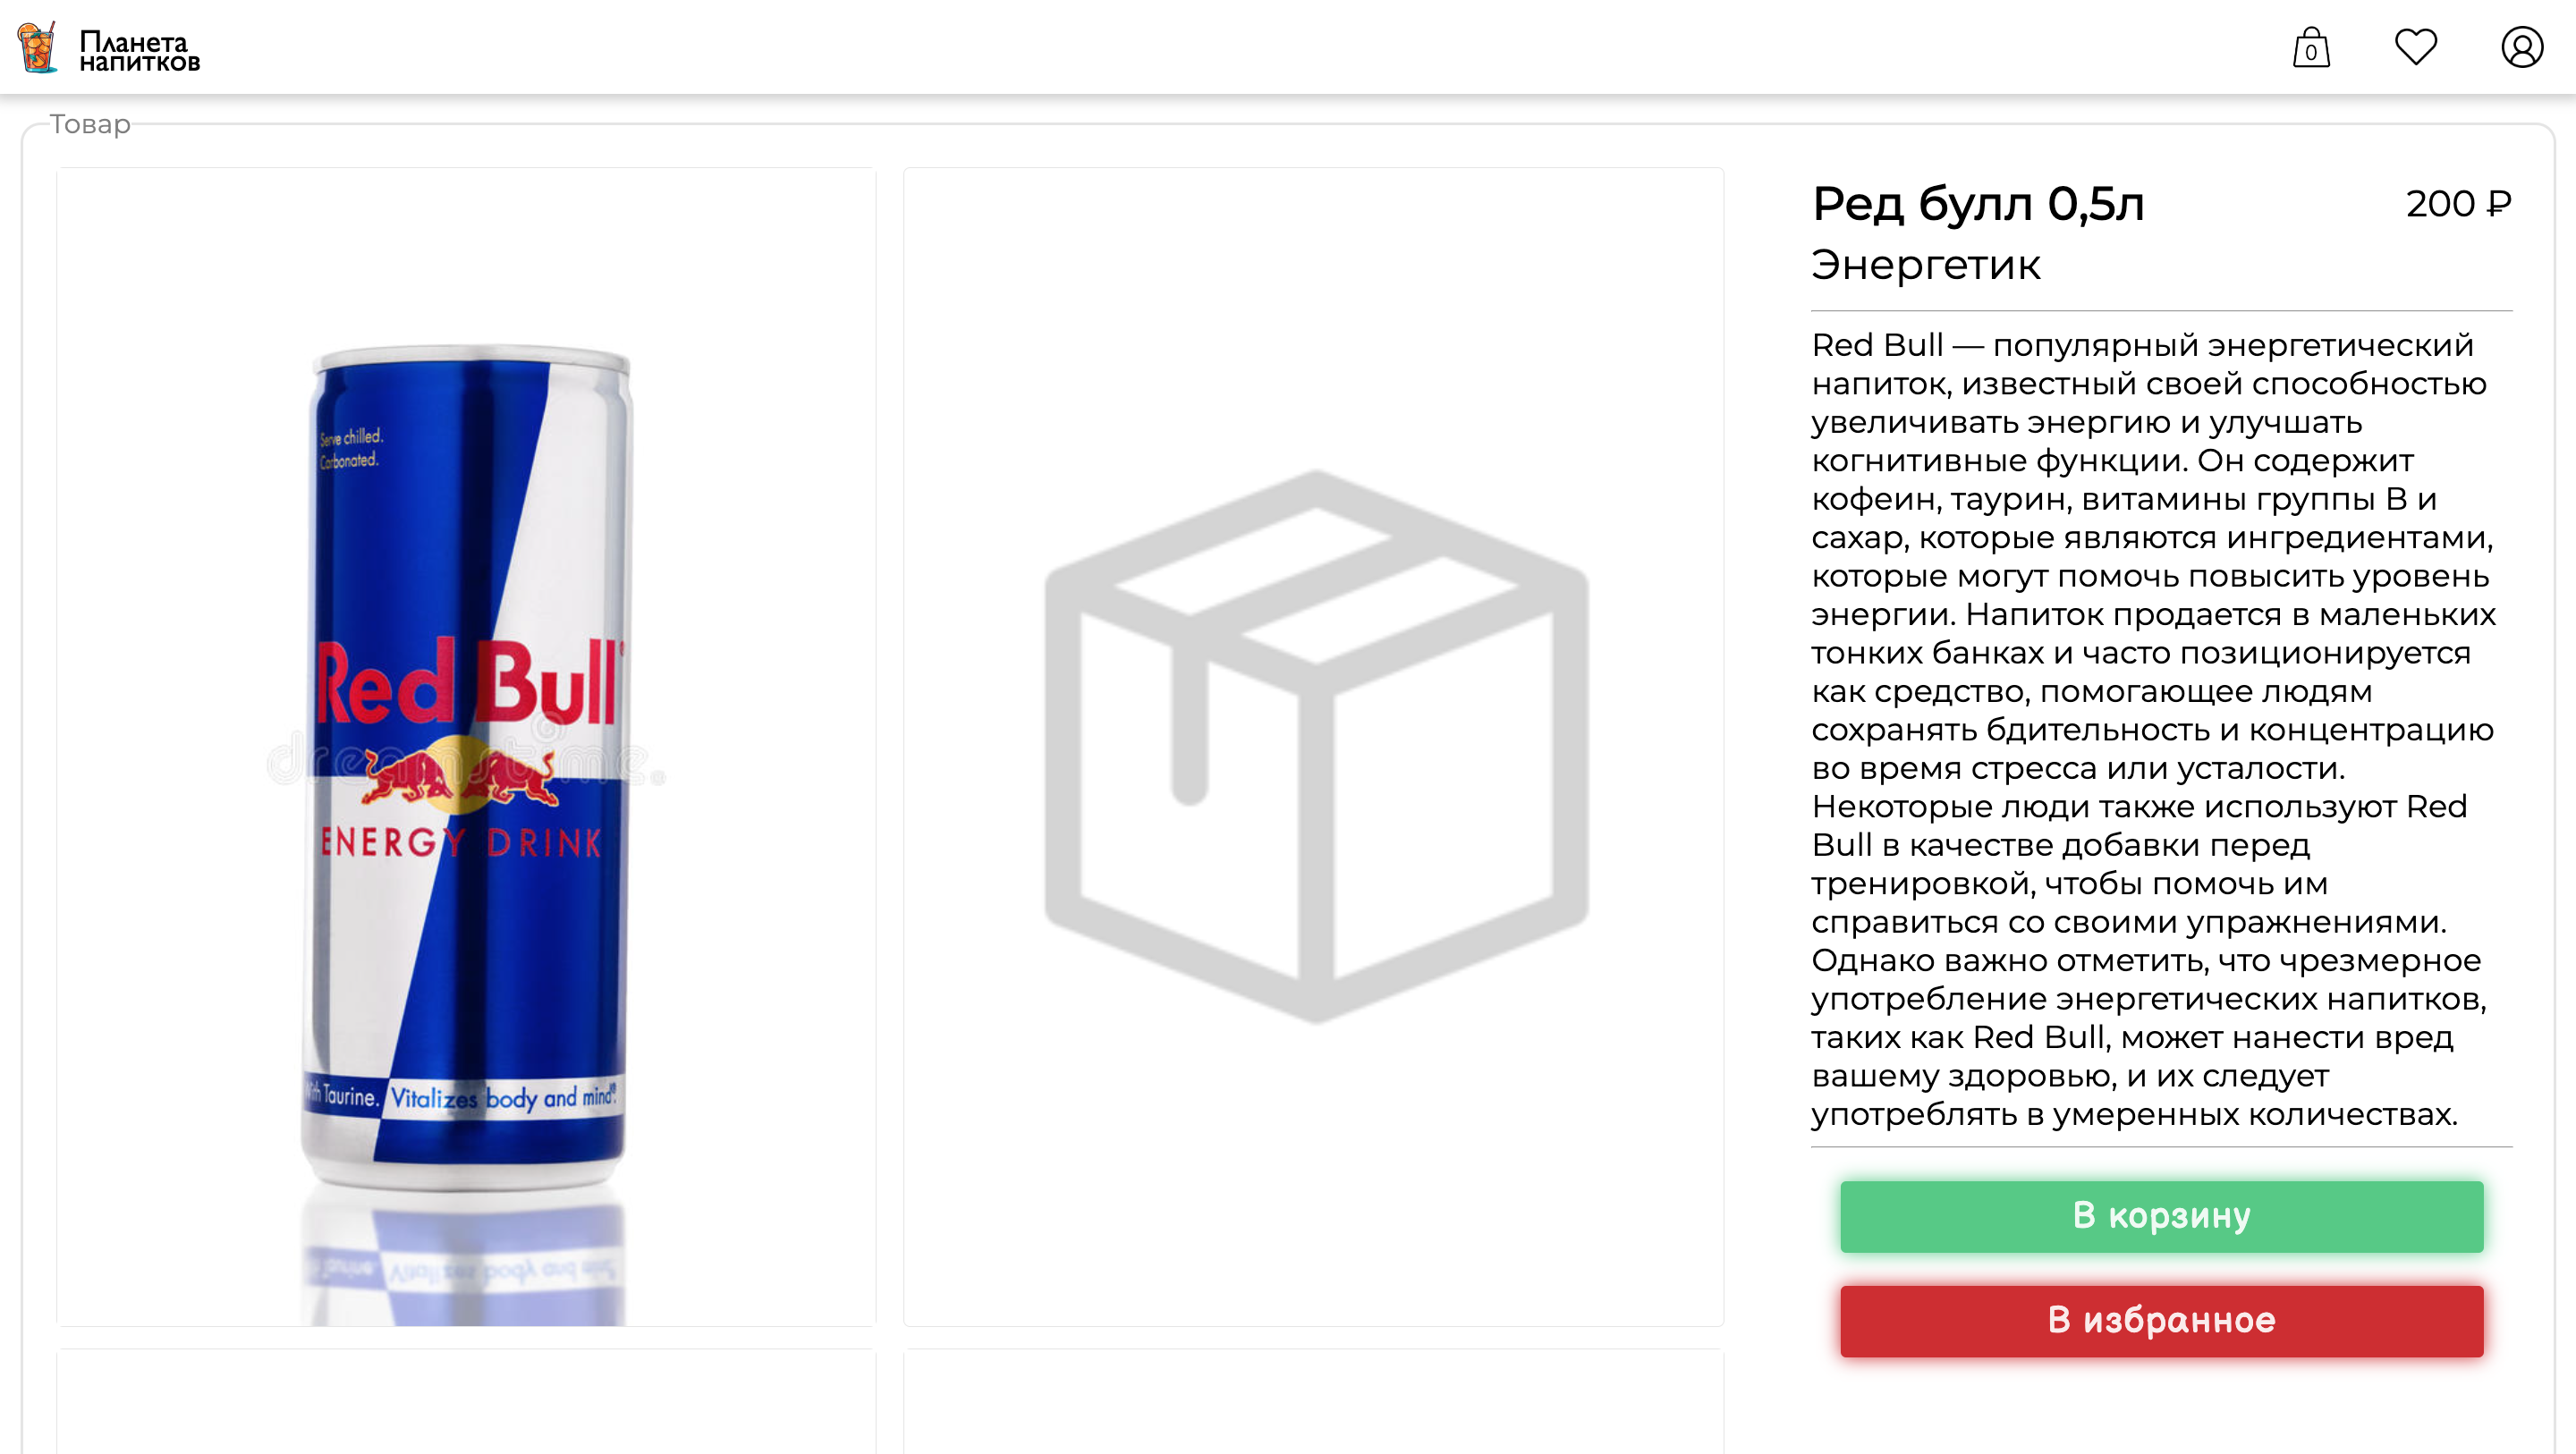 Планета
напитков
0
Товар
Serve chilled.
Carbonated.
Red Bull
dreamstime.
ENERGY DRINK
With Taurine. Vitalizes body and mind.®
Ред булл 0,5л
200 ₽
Энергетик
Red Bull — популярный энергетический
напиток, известный своей способностью
увеличивать энергию и улучшать
когнитивные функции. Он содержит
кофеин, таурин, витамины группы В и
сахар, которые являются ингредиентами,
которые могут помочь повысить уровень
энергии. Напиток продается в маленьких
тонких банках и часто позиционируется
как средство, помогающее людям
сохранять бдительность и концентрацию
во время стресса или усталости.
Некоторые люди также используют Red
Bull в качестве добавки перед
тренировкой, чтобы помочь им
справиться со своими упражнениями.
Однако важно отметить, что чрезмерное
употребление энергетических напитков,
таких как Red Bull, может нанести вред
вашему здоровью, и их следует
употреблять в умеренных количествах.
В корзину
В избранное